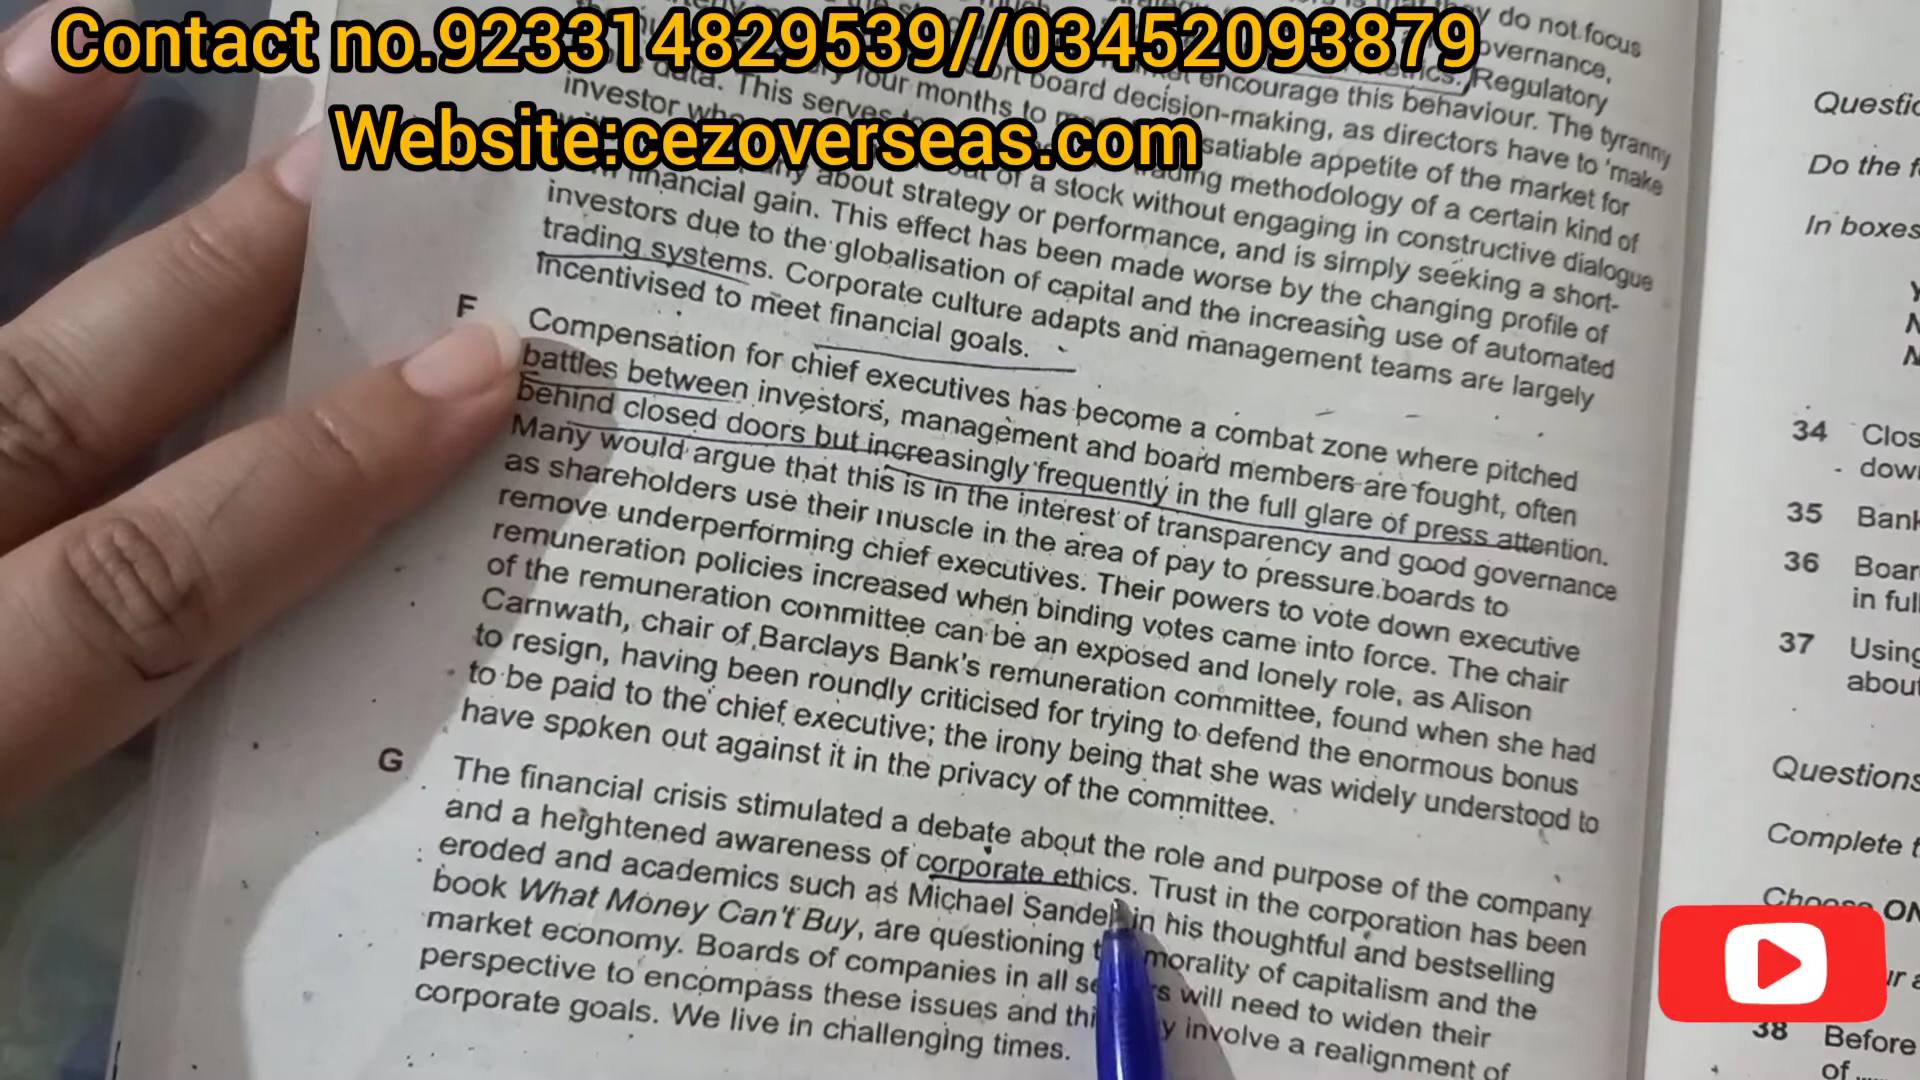 Contact no.923314829539//03452093879
Website:cezoverseas.com
do not focus
overnance,
Regulatory
encourage this behaviour. The tyranny
four months to
ort board decision-making, as directors have to 'make
data. This serves
satiable appetite of the market for
investor
trading methodology of a certain kind of
out of a stock without engaging in constructive dialogue
about strategy or performance, and is simply seeking a short-
financial gain. This effect has been made worse by the changing profile of
investors due to the globalisation of capital and the increasing use of automated
trading systems. Corporate culture adapts and management teams are largely
incentivised to meet financial goals.
F Compensation for chief executives has become a combat zone where pitched
battles between investors, management and board members are fought, often
behind closed doors but increasingly frequently in the full glare of press attention.
Many would argue that this is in the interest of transparency and good governance
as shareholders use their muscle in the area of pay to pressure boards to
remove underperforming chief executives. Their powers to vote down executive
remuneration policies increased when binding votes came into force. The chair
of the remuneration committee can be an exposed and lonely role, as Alison
Carnwath, chair of Barclays Bank's remuneration committee, found when she had
to resign, having been roundly criticised for trying to defend the enormous bonus
to be paid to the chief executive; the irony being that she was widely understood to
have spoken out against it in the privacy of the committee.
G The financial crisis stimulated a debate about the role and purpose of the company
and a heightened awareness of corporate ethics. Trust in the corporation has been
eroded and academics such as Michael Sandel in his thoughtful and bestselling
book What Money Can't Buy, are questioning morality of capitalism and the
market economy. Boards of companies in all will need to widen their
perspective to encompass these issues and involve a realignment of
corporate goals. We live in challenging times.
Do the f
In boxes
34 Clos
down
35 Bank
36 Boar
in full
37 Using
about
Questions
Complete t
Choose ON
38 Before
of